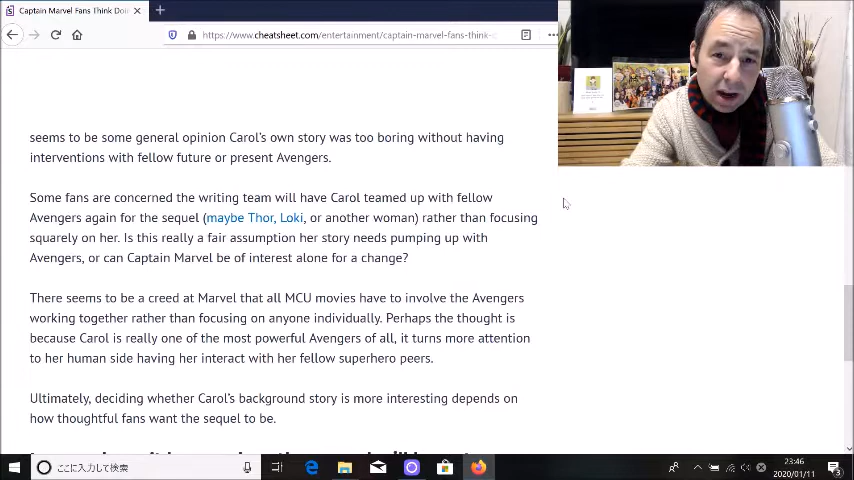 Captain Marvel Fans Think Doi
https://www.cheatsheet.com/entertainment/captain-marvel-fans-think-
seems to be some general opinion Carol's own story was too boring without having
interventions with fellow future or present Avengers.
Some fans are concerned the writing team will have Carol teamed up with fellow
Avengers again for the sequel (maybe Thor, Loki, or another woman) rather than focusing
squarely on her. Is this really a fair assumption her story needs pumping up with
Avengers, or can Captain Marvel be of interest alone for a change?
There seems to be a creed at Marvel that all MCU movies have to involve the Avengers
working together rather than focusing on anyone individually. Perhaps the thought is
because Carol is really one of the most powerful Avengers of all, it turns more attention
to her human side having her interact with her fellow superhero peers.
Ultimately, deciding whether Carol's background story is more interesting depends on
how thoughtful fans want the sequel to be.
ここに入力して検索
23:46
2020/01/11
3